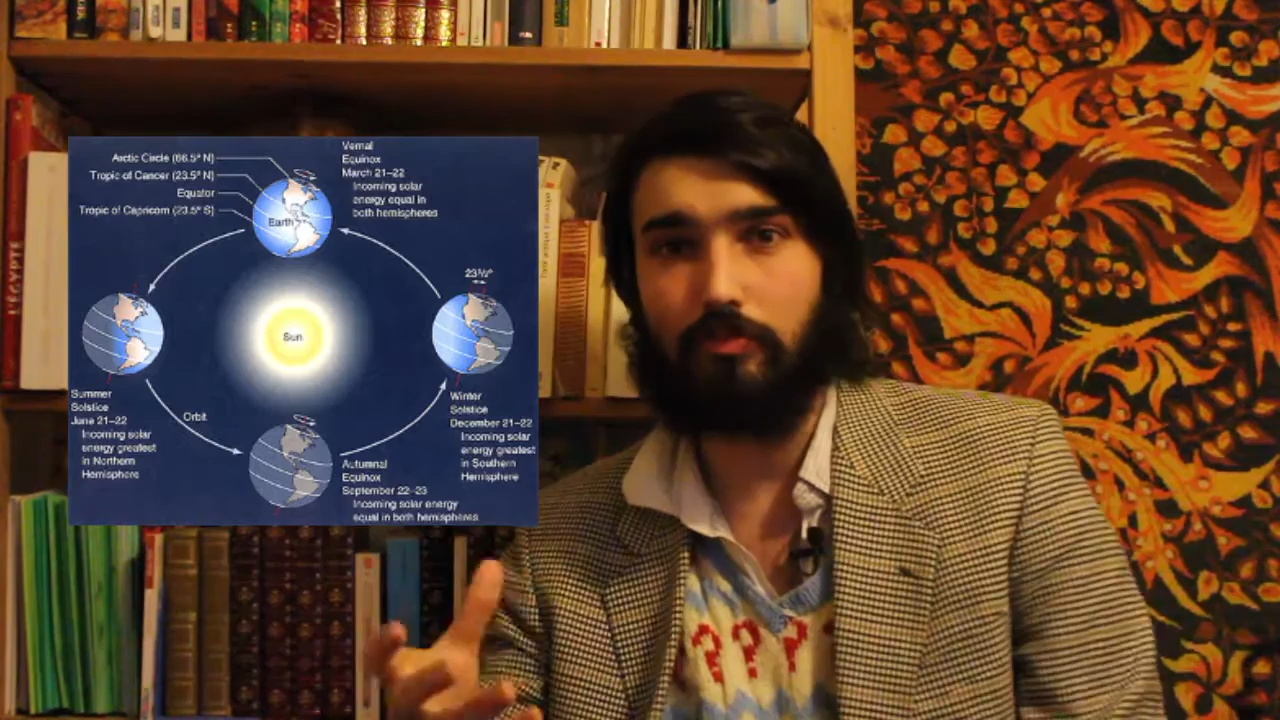 Arctic Circle (66.5° N)
Tropic of Cancer (23.5° N)
Equator
Tropic of Capricorn (23.5° S)
Earth
Vernal
Equinox
March 21–22
Incoming solar
energy equal in
both hemispheres
23½°
Sun
Summer
Solstice
June 21–22
Incoming solar
energy greatest
in Northern
Hemisphere
Orbit
Winter
Solstice
December 21–22
Incoming solar
energy greatest
in Southern
Hemisphere
Autumnal
Equinox
September 22–23
Incoming solar energy
equal in both hemispheres
L'ÉGYPTE
???